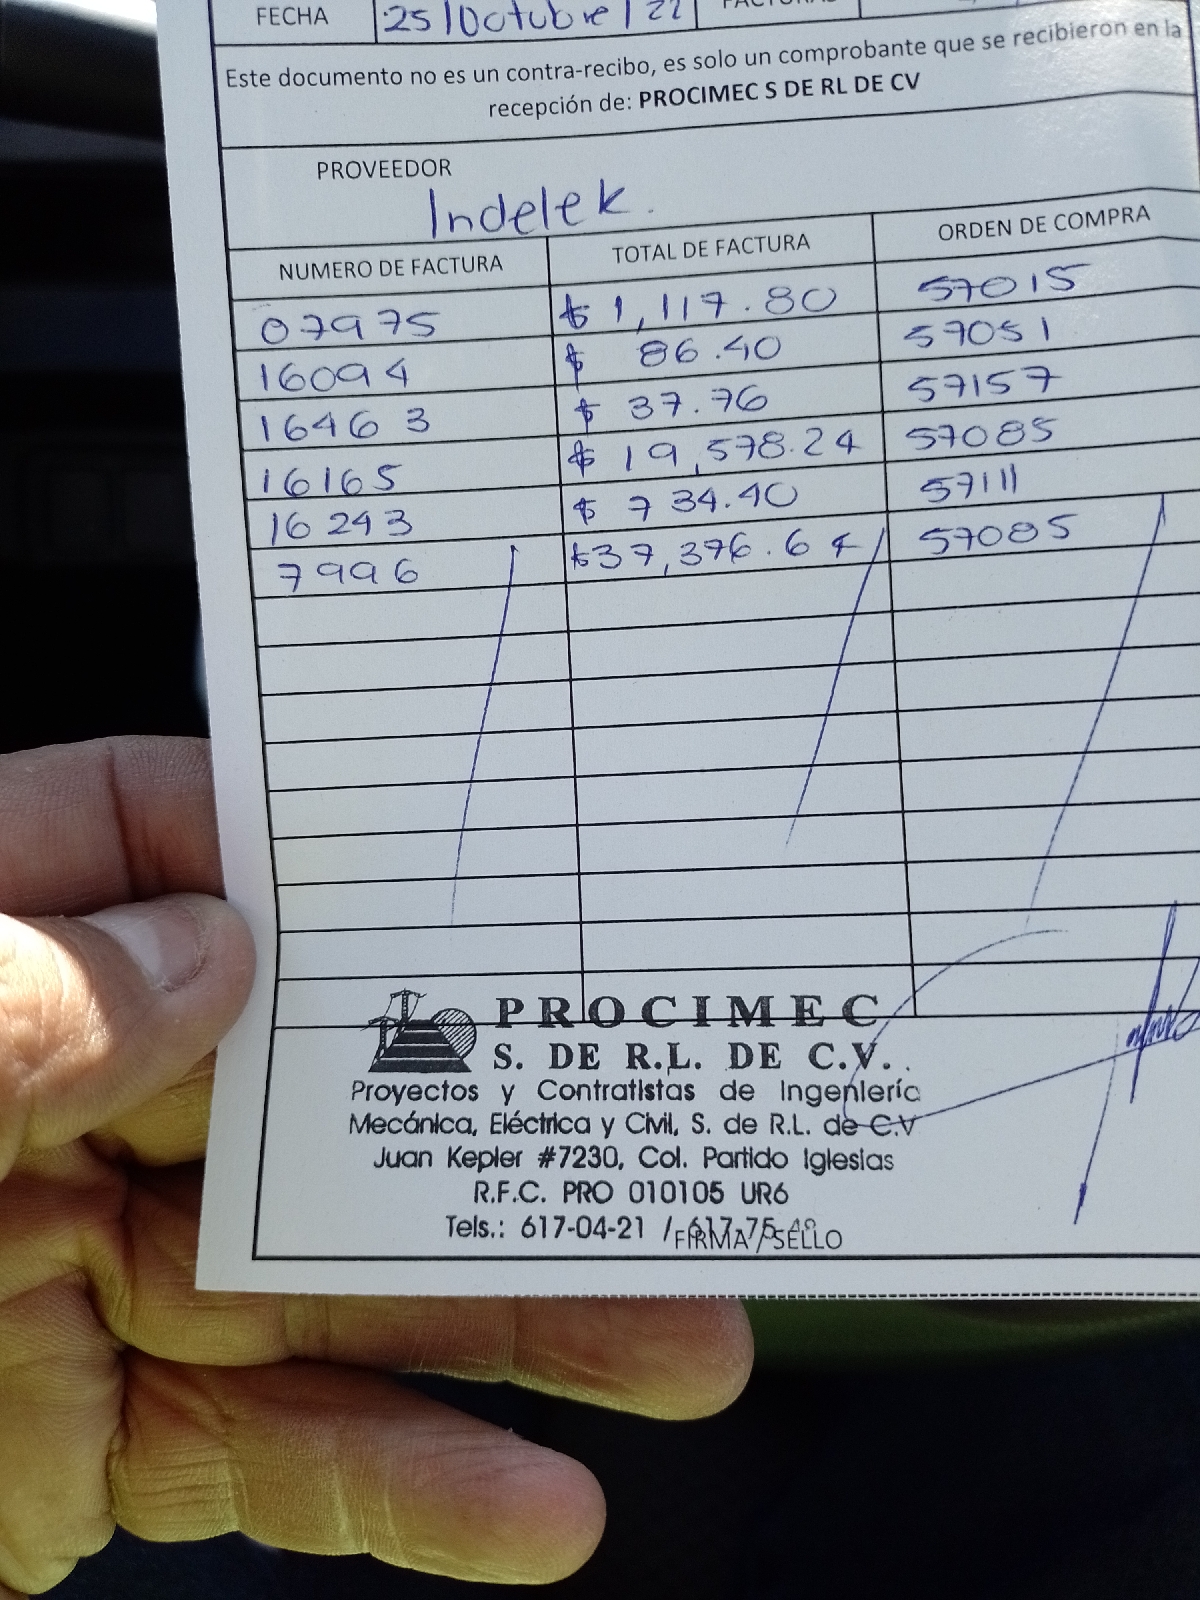 FECHA 25/Octubre/22
Este documento no es un contra-recibo, es solo un comprobante que se recibieron en la
recepción de: PROCIMEC S DE RL DE CV
PROVEEDOR
Indelek.
NUMERO DE FACTURA TOTAL DE FACTURA ORDEN DE COMPRA
07975 $ 1,117.80 57015
16094 $ 86.40 57051
16463 $ 37.76 57157
16165 $ 19,578.24 57085
16243 $ 734.40 57111
7996 $37,376.64 57085
PROCIMEC
S. DE R.L. DE C.V.
Proyectos y Contratistas de Ingeniería
Mecánica, Eléctrica y Civil, S. de R.L. de C.V
Juan Kepler #7230, Col. Partido Iglesias
R.F.C. PRO 010105 UR6
Tels.: 617-04-21 /
FIRMA/SELLO